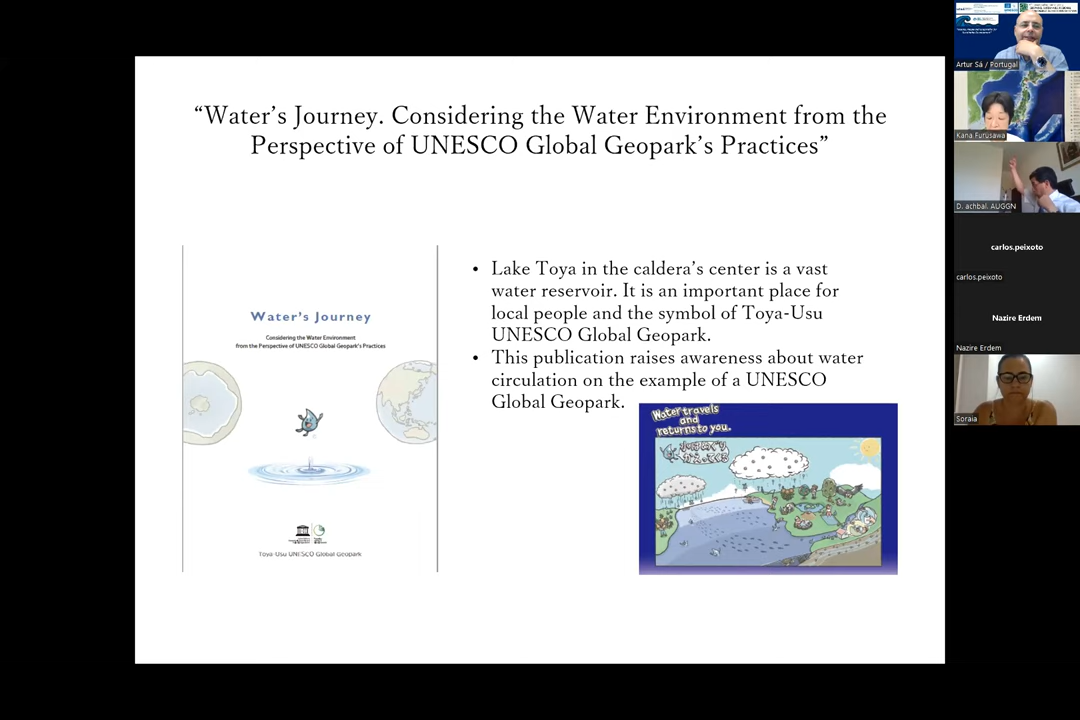 “Water’s Journey. Considering the Water Environment from the
Perspective of UNESCO Global Geopark’s Practices”
Water's Journey
Considering the Water Environment
from the Perspective of UNESCO Global Geopark's Practices
Toya-Usu UNESCO Global Geopark
• Lake Toya in the caldera’s center is a vast
water reservoir. It is an important place for
local people and the symbol of Toya-Usu
UNESCO Global Geopark.
• This publication raises awareness about water
circulation on the example of a UNESCO
Global Geopark.
Water travels
and
returns to you.
Artur Sá / Portugal
Kana Furusawa
D. achbal. AUGGN
carlos.peixoto
carlos.peixoto
Nazire Erdem
Nazire Erdem
Soraia